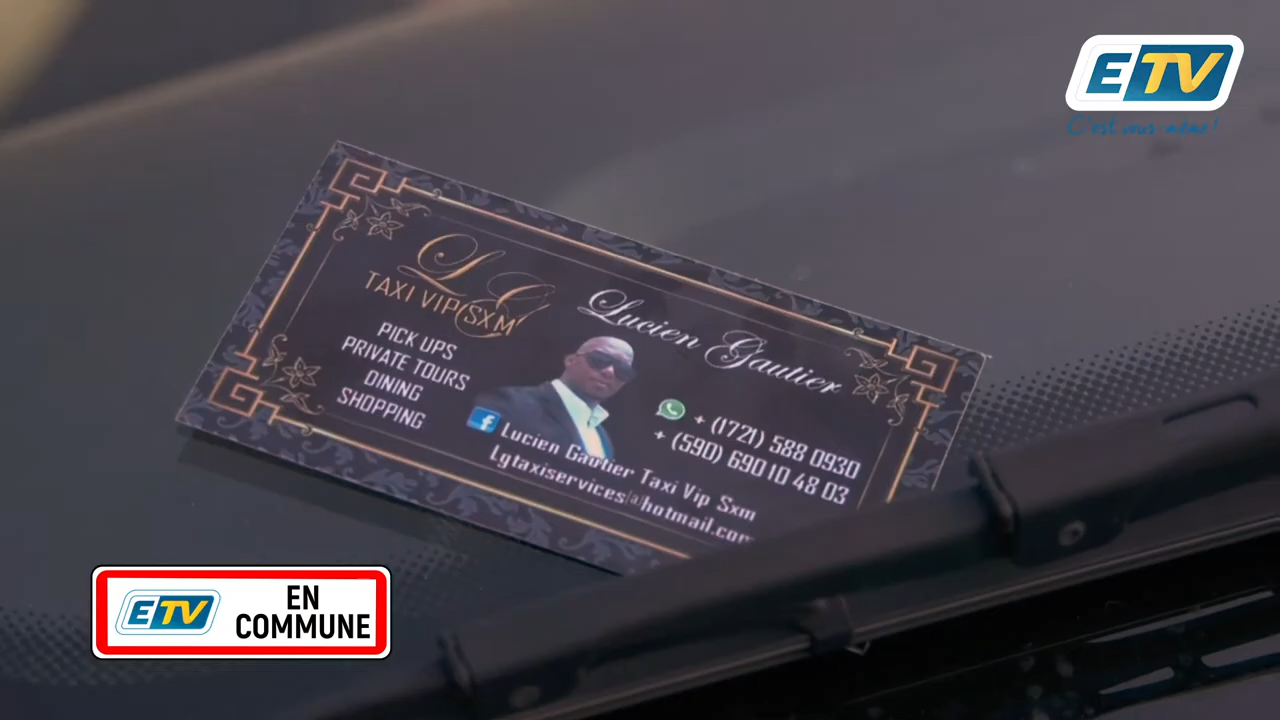 ETV
C'est vous-même !
LG
TAXI VIP SXM
Lucien Gautier
PICK UPS
PRIVATE TOURS
DINING
SHOPPING
+ (1721) 588 0930
+ (590) 690 10 48 03
Lucien Gautier Taxi Vip Sxm
Lgtaxiservices@hotmail.com
ETV
EN
COMMUNE